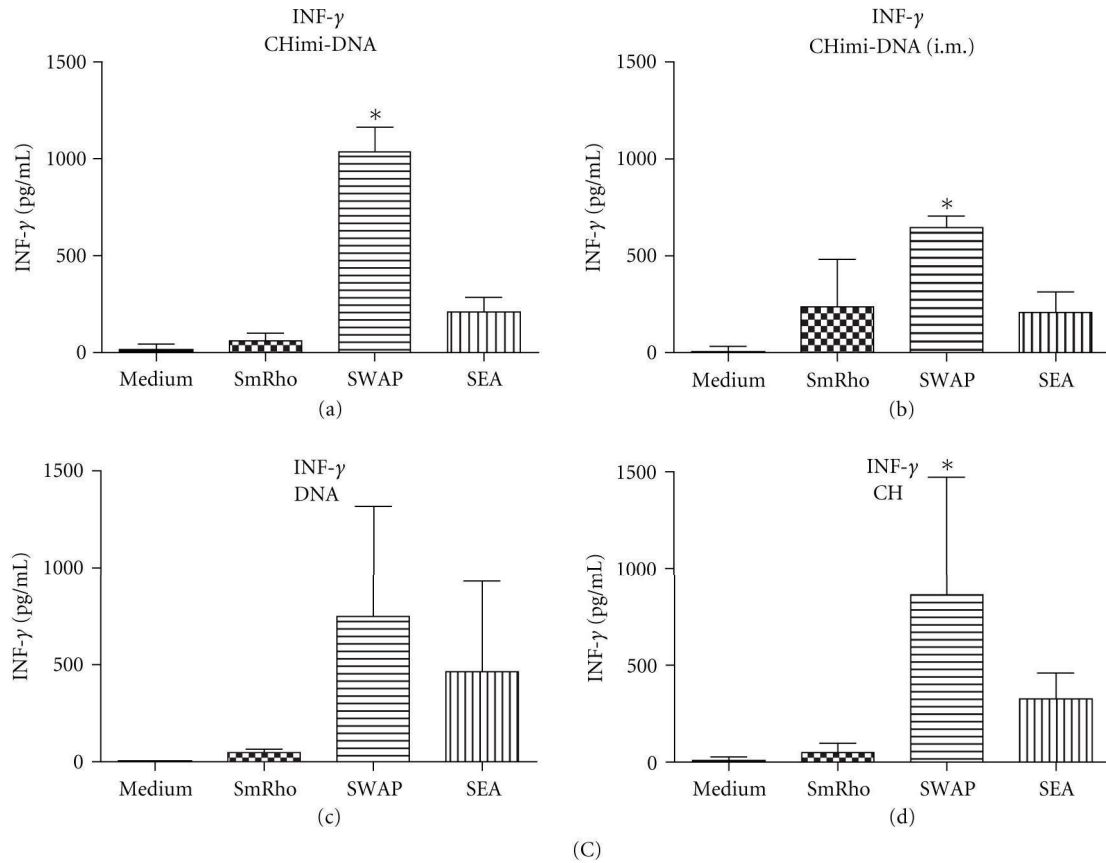 INF-γ
CHimi-DNA
INF-γ (pg/mL)
1500
1000
500
0
*
Medium SmRho SWAP SEA
(a)
INF-γ
CHimi-DNA (i.m.)
INF-γ (pg/mL)
1500
1000
500
0
*
Medium SmRho SWAP SEA
(b)
INF-γ
DNA
INF-γ (pg/mL)
1500
1000
500
0
Medium SmRho SWAP SEA
(c)
INF-γ
CH
INF-γ (pg/mL)
1500
1000
500
0
*
Medium SmRho SWAP SEA
(d)
(C)